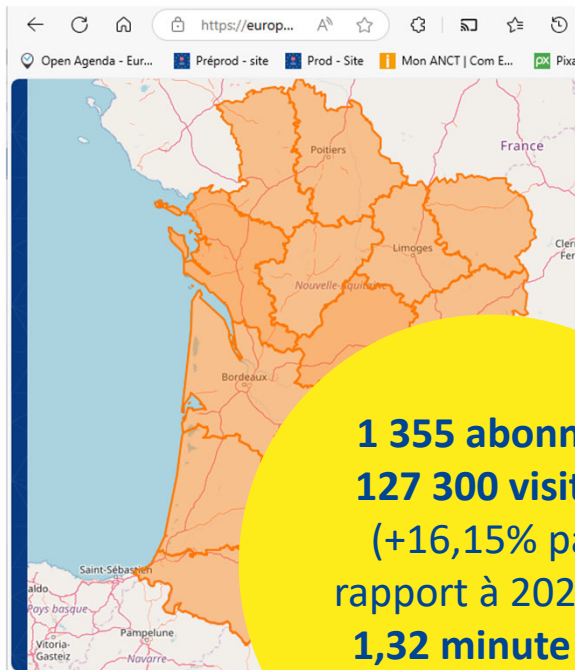 https://europ...
Open Agenda - Eur...
Préprod - site
Prod - Site
Mon ANCT | Com E...
Poitiers
France
Limoges
Nouvelle-Aquitaine
Bordeaux
1 355 abonn
127 300 visit
(+16,15% pa
rapport à 202
1,32 minute
Saint-Sébastien
Pays basque
Pampelune
Vitoria-
Gasteiz
Navarre